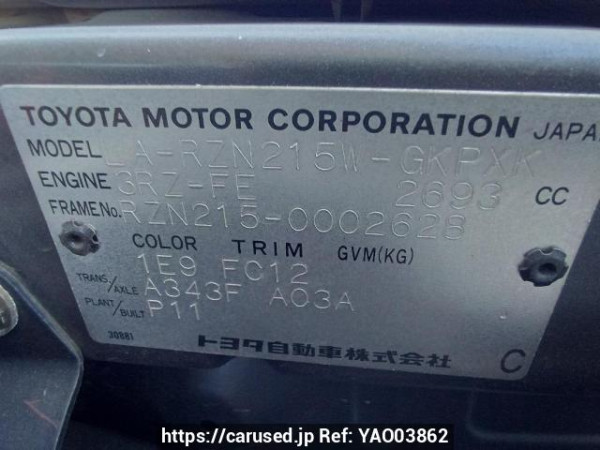 TOYOTA MOTOR CORPORATION JAPAN
MODEL LA-RZN215W-GKPXK
ENGINE 3RZ-FE 2693 CC
FRAME No. RZN215-0002628
COLOR TRIM GVM(KG)
1E9 FC12
TRANS./AXLE A343F A03A
PLANT/BUILT P11
30881
トヨタ自動車株式会社 C
https://carused.jp Ref: YA003862